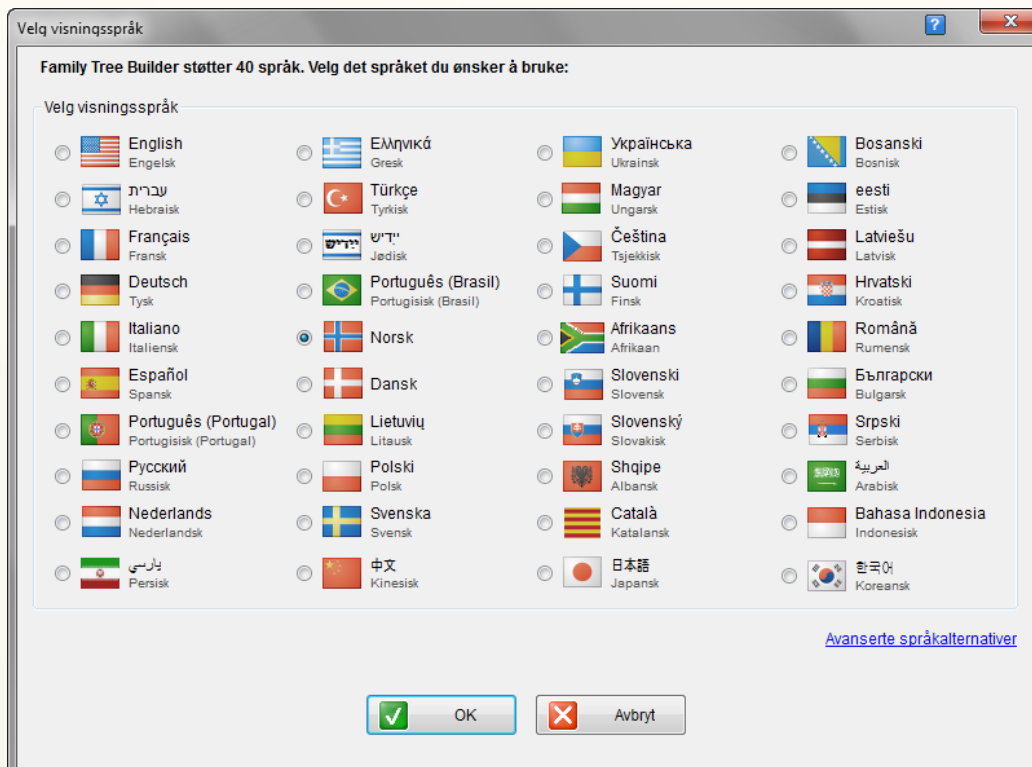 Velg visningsspråk
Family Tree Builder støtter 40 språk. Velg det språket du ønsker å bruke:
Velg visningsspråk
English
Engelsk
עברית
Hebraisk
Français
Fransk
Deutsch
Tysk
Italiano
Italiensk
Español
Spansk
Português (Portugal)
Portugisisk (Portugal)
Русский
Russisk
Nederlands
Nederlandsk
پارسي
Persisk
Ελληνικά
Gresk
Türkçe
Tyrkisk
ייִדיש
ייִדיש
Jødisk
Português (Brasil)
Portugisisk (Brasil)
Norsk
Dansk
Lietuvių
Litausk
Polski
Polsk
Svenska
Svensk
中文
Kinesisk
Українська
Ukrainsk
Magyar
Ungarsk
Čeština
Tsjekkisk
Suomi
Finsk
Afrikaans
Afrikaan
Slovenski
Slovensk
Slovenský
Slovakisk
Shqipe
Albansk
Català
Katalansk
日本語
Japansk
Bosanski
Bosnisk
eesti
Estisk
Latviešu
Latvisk
Hrvatski
Kroatisk
Română
Rumensk
Български
Bulgarsk
Srpski
Serbisk
العربية
Arabisk
Bahasa Indonesia
Indonesisk
한국어
Koreansk
Avanserte språkalternativer
OK
Avbryt